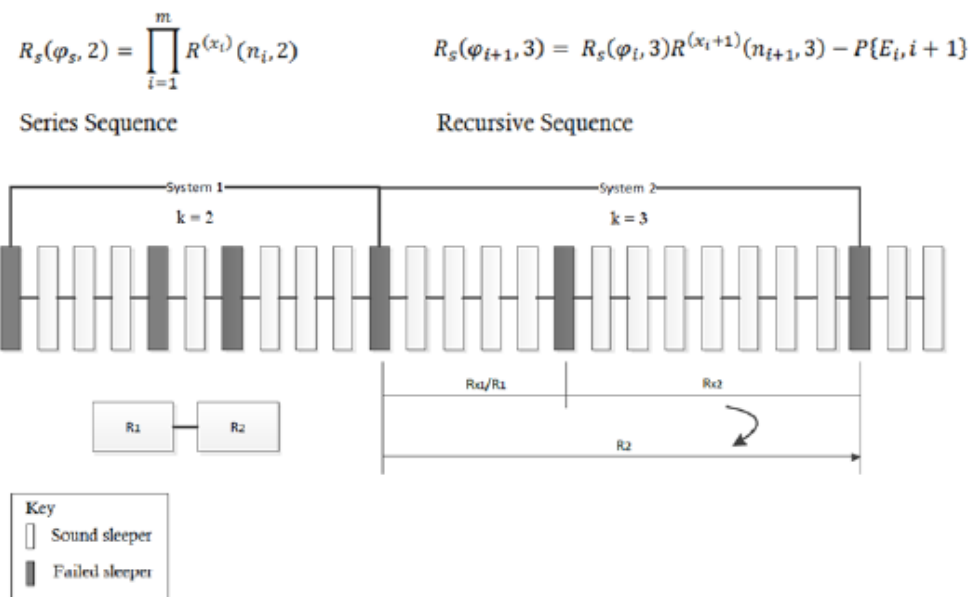 R_s(φ_s, 2) = ∏_{i=1}^{m} R^{(x_i)}(n_i, 2)
R_s(φ_{i+1}, 3) = R_s(φ_i, 3)R^{(x_i+1)}(n_{i+1}, 3) − P{E_i, i + 1}
Series Sequence
Recursive Sequence
System 1
System 2
k = 2
k = 3
Rx1/R1
Rx2
R1
R2
R2
Key
Sound sleeper
Failed sleeper